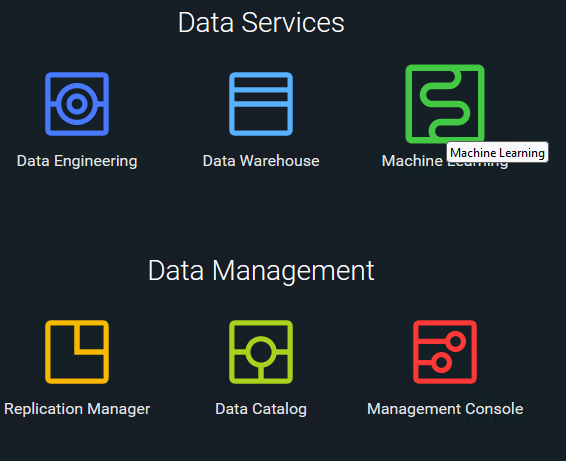 Data Services
Data Engineering
Data Warehouse
Machine Learning
Machine Learning
Data Management
Replication Manager
Data Catalog
Management Console